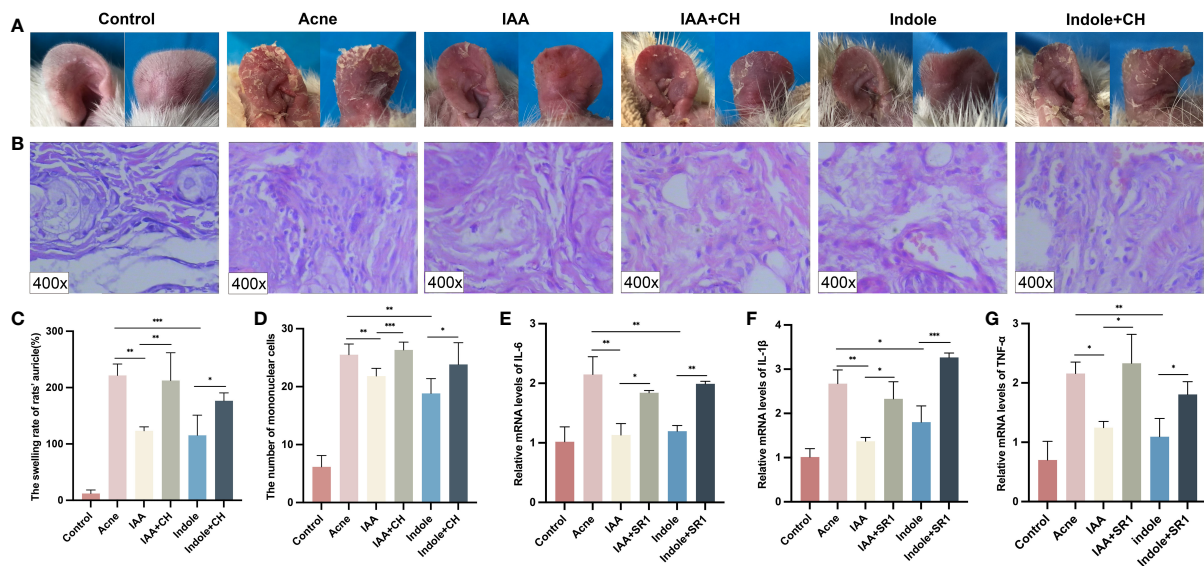 A
Control
Acne
IAA
IAA+CH
Indole
Indole+CH
B
400x
400x
400x
400x
400x
400x
C
The swelling rate of rats' auricle(%)
300
200
100
0
***
**
**
*
Control
Acne
IAA
IAA+CH
Indole
Indole+CH
D
The number of mononuclear cells
30
20
10
0
**
**
***
*
Control
Acne
IAA
IAA+CH
Indole
Indole+CH
E
Relative mRNA levels of IL-6
3
2
1
0
**
**
*
**
Control
Acne
IAA
IAA+SR1
Indole
Indole+SR1
F
Relative mRNA levels of IL-1β
4
3
2
1
0
*
***
**
*
Control
Acne
IAA
IAA+SR1
Indole
Indole+SR1
G
Relative mRNA levels of TNF-α
3
2
1
0
**
*
*
*
Control
Acne
IAA
IAA+SR1
Indole
Indole+SR1